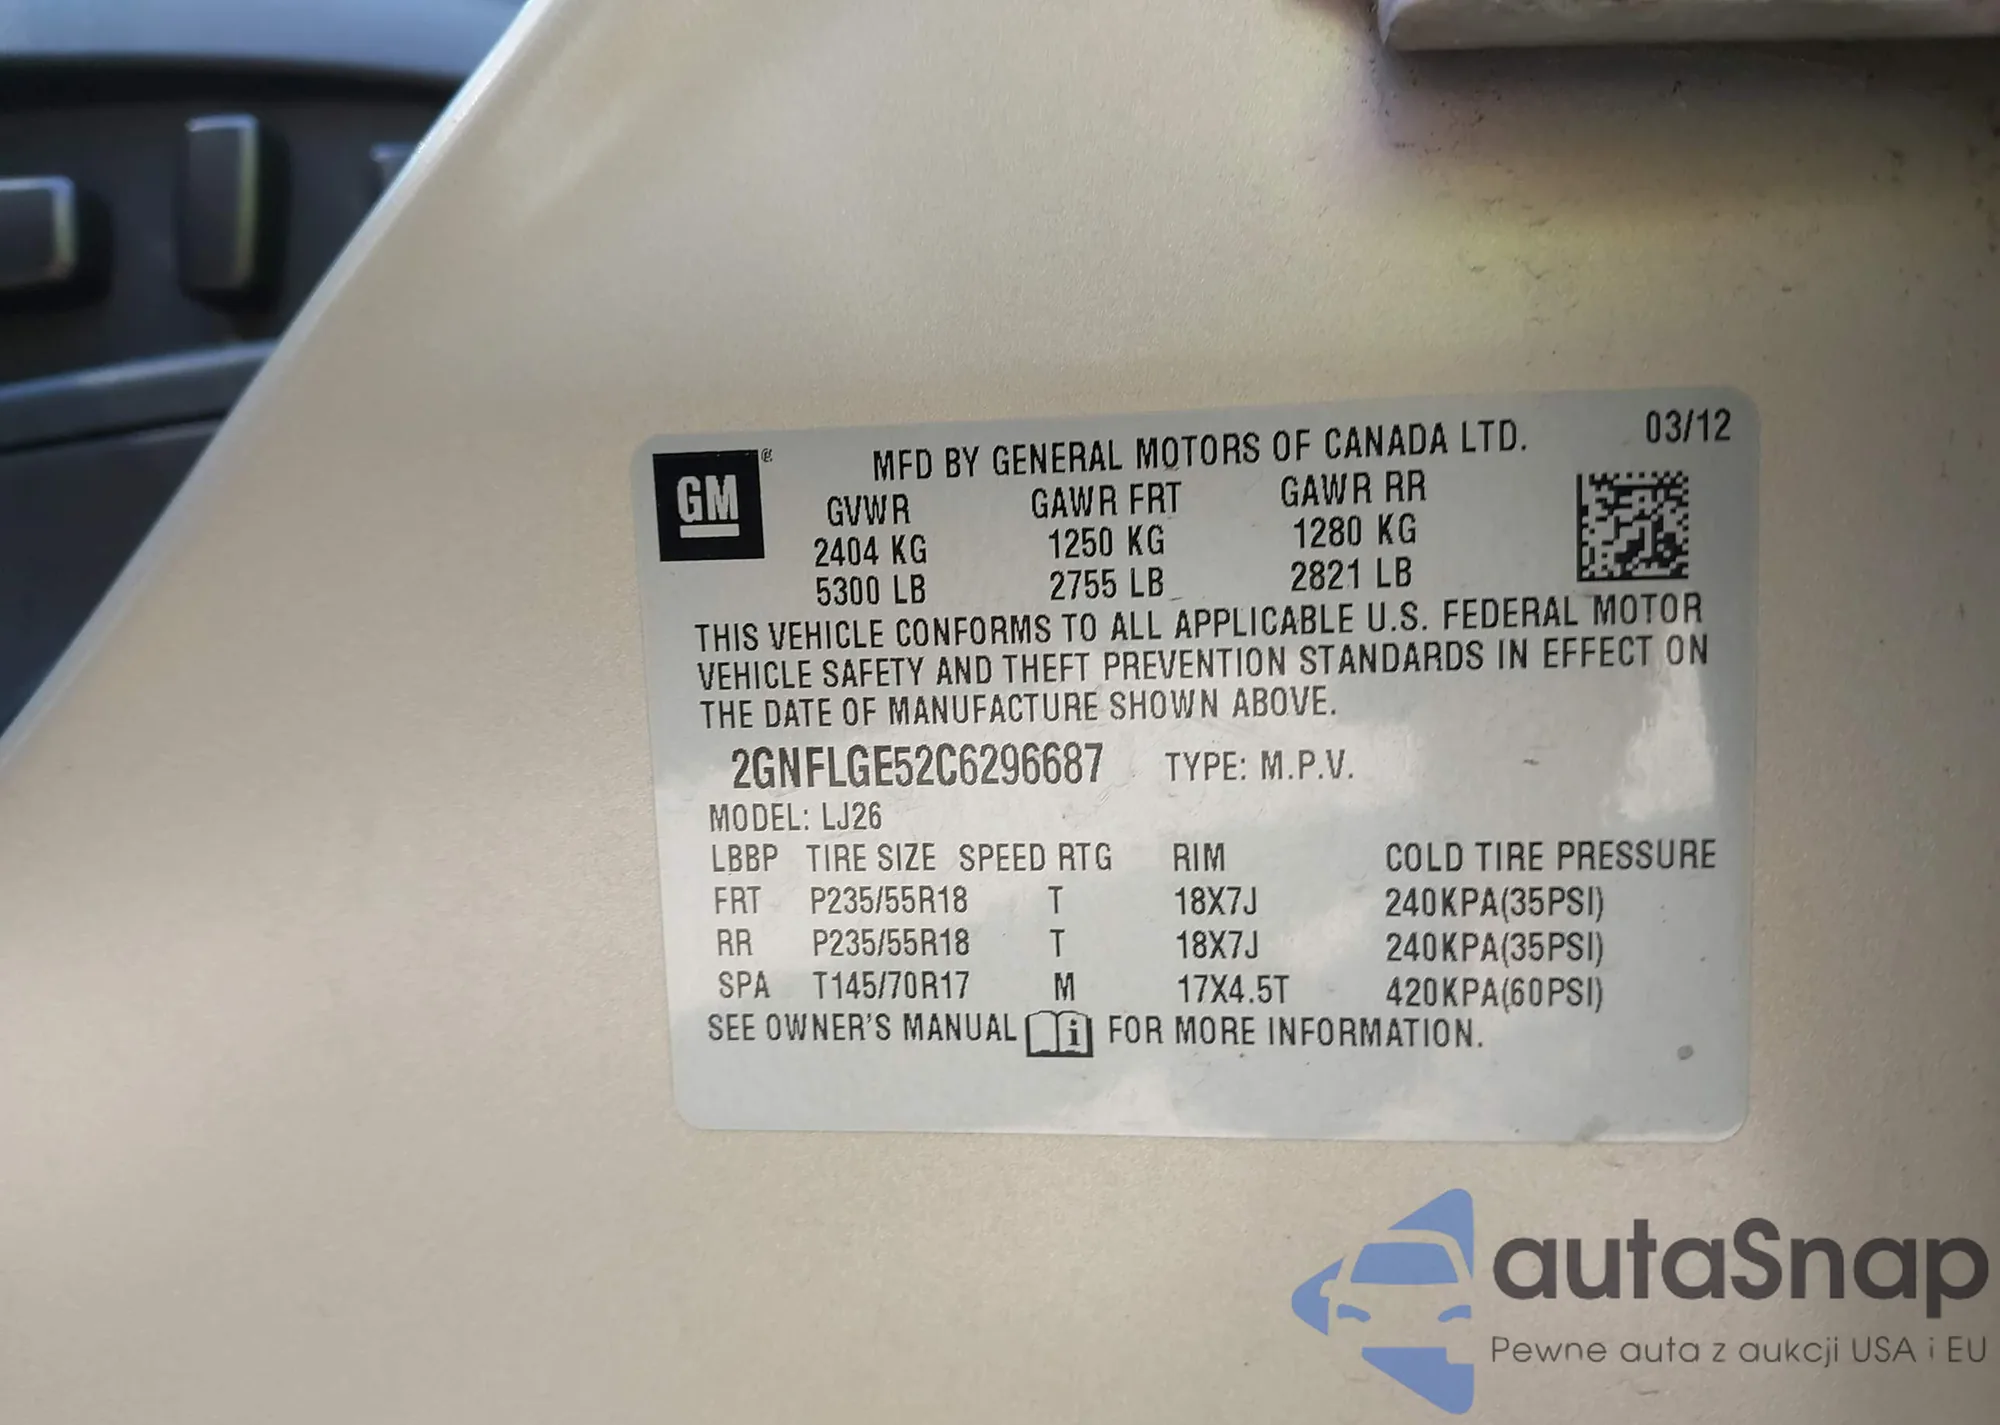 MFD BY GENERAL MOTORS OF CANADA LTD. 03/12
GM
GVWR GAWR FRT GAWR RR
2404 KG 1250 KG 1280 KG
5300 LB 2755 LB 2821 LB
THIS VEHICLE CONFORMS TO ALL APPLICABLE U.S. FEDERAL MOTOR
VEHICLE SAFETY AND THEFT PREVENTION STANDARDS IN EFFECT ON
THE DATE OF MANUFACTURE SHOWN ABOVE.
2GNFLGE52C6296687 TYPE: M.P.V.
MODEL: LJ26
LBBP TIRE SIZE SPEED RTG RIM COLD TIRE PRESSURE
FRT P235/55R18 T 18X7J 240KPA(35PSI)
RR P235/55R18 T 18X7J 240KPA(35PSI)
SPA T145/70R17 M 17X4.5T 420KPA(60PSI)
SEE OWNER'S MANUAL i FOR MORE INFORMATION.
autaSnap
Pewne auta z aukcji USA i EU